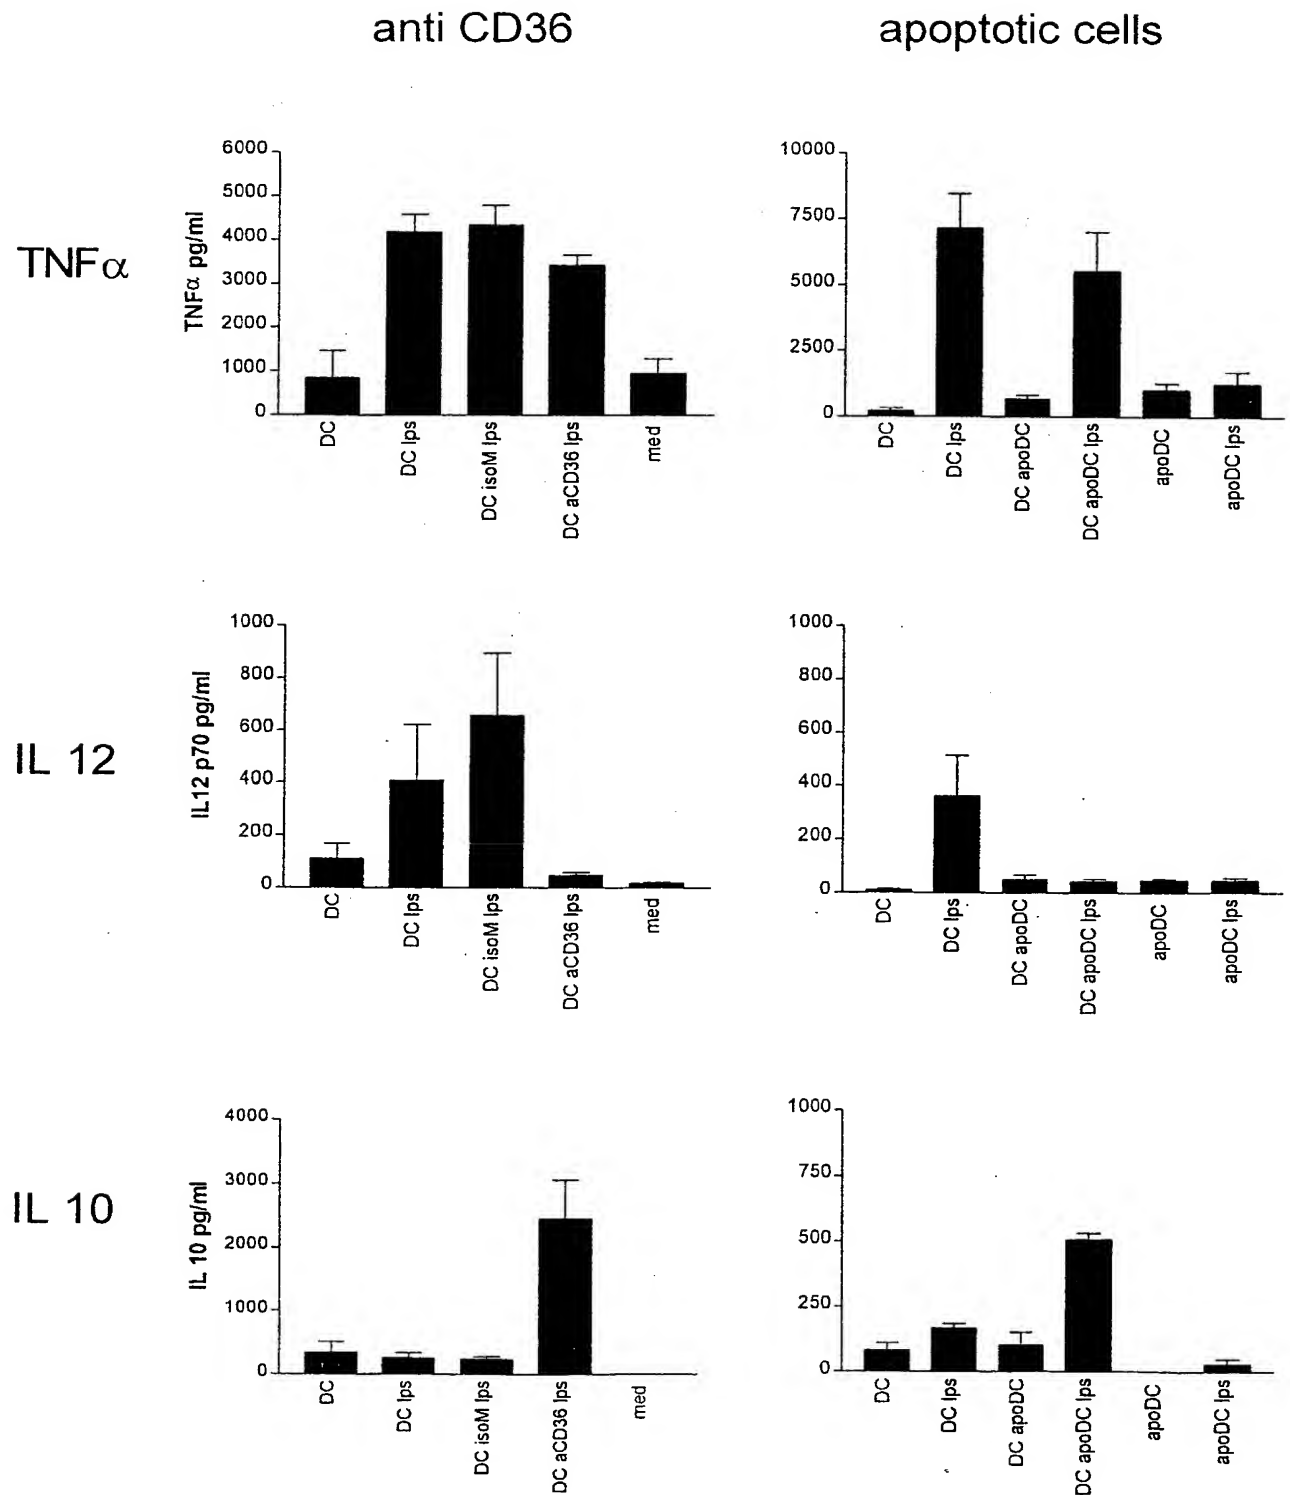 anti CD36
apoptotic cells
TNFα
TNFα pg/ml
6000
5000
4000
3000
2000
1000
0
DC
DC lps
DC isoM lps
DC aCD36 lps
med
10000
7500
5000
2500
0
DC
DC lps
DC apoDC
DC apoDC lps
apoDC
apoDC lps
IL 12
IL12 p70 pg/ml
1000
800
600
400
200
0
DC
DC lps
DC isoM lps
DC aCD36 lps
med
1000
800
600
400
200
0
DC
DC lps
DC apoDC
DC apoDC lps
apoDC
apoDC lps
IL 10
IL 10 pg/ml
4000
3000
2000
1000
0
DC
DC lps
DC isoM lps
DC aCD36 lps
med
1000
750
500
250
0
DC
DC lps
DC apoDC
DC apoDC lps
apoDC
apoDC lps